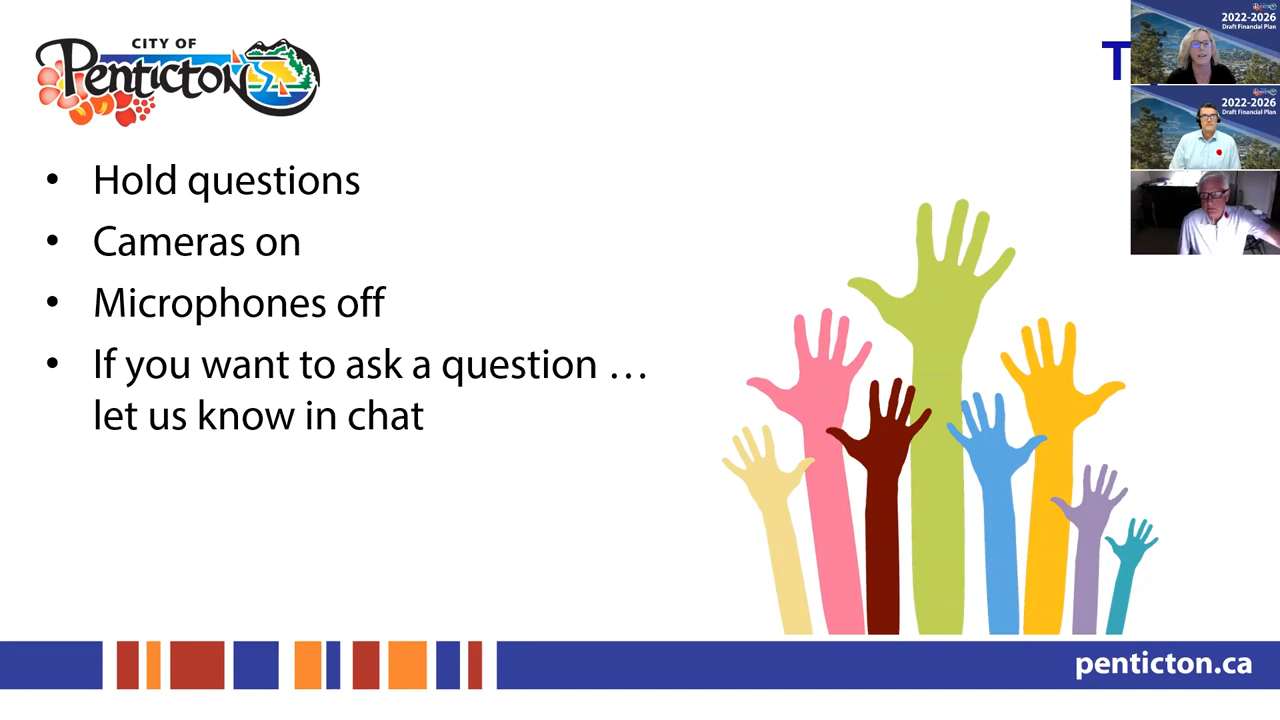 CITY OF
Penticton
2022-2026
Draft Financial Plan
2022-2026
Draft Financial Plan
• Hold questions
• Cameras on
• Microphones off
• If you want to ask a question …
let us know in chat
penticton.ca